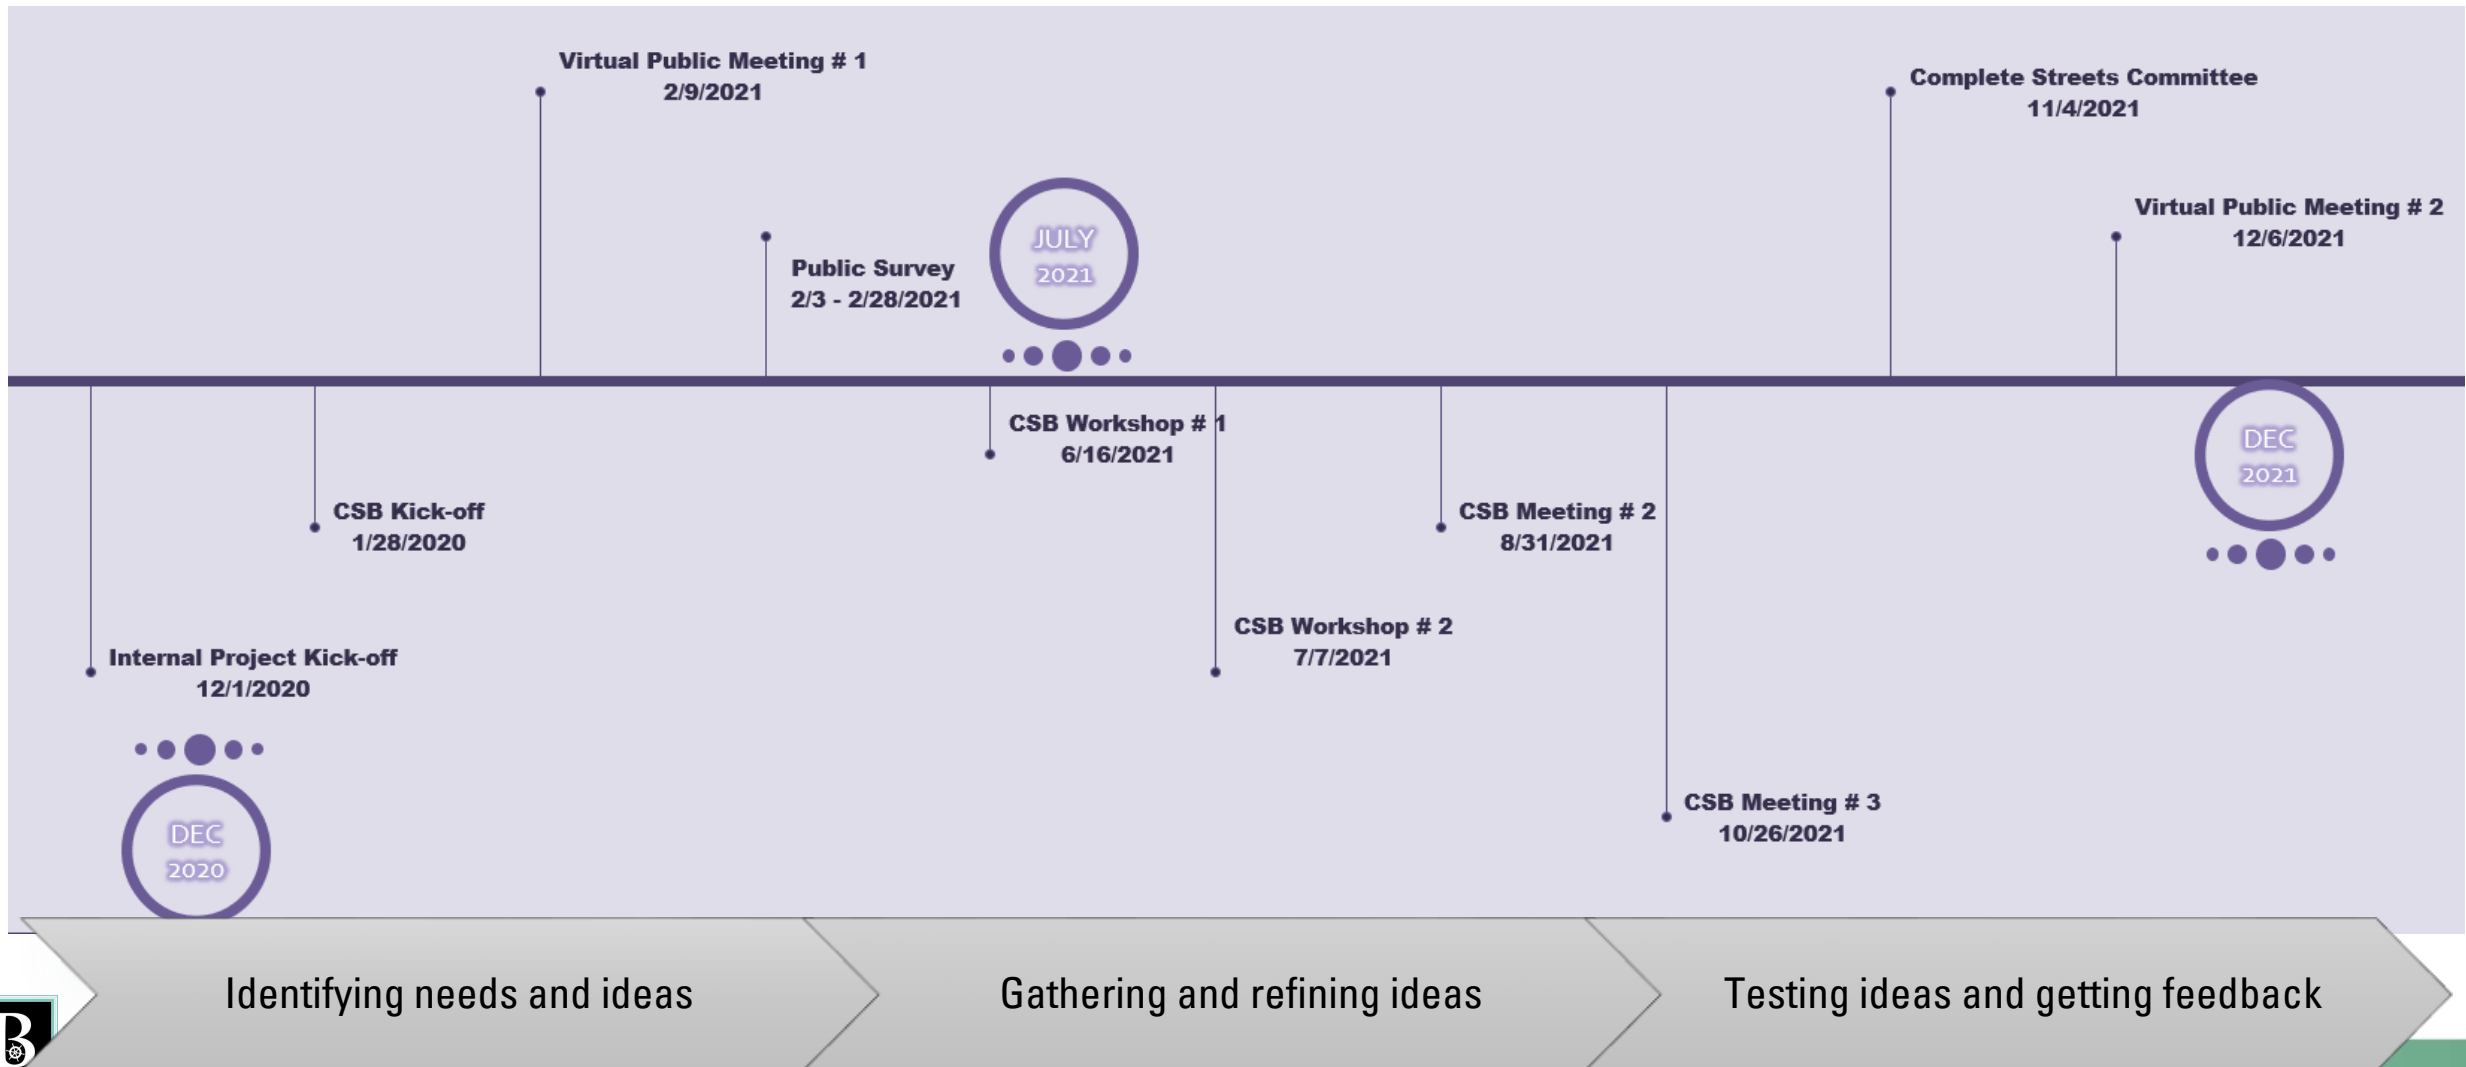 Virtual Public Meeting # 1
2/9/2021
Complete Streets Committee
11/4/2021
Virtual Public Meeting # 2
12/6/2021
JULY
2021
Public Survey
2/3 - 2/28/2021
CSB Workshop # 1
6/16/2021
DEC
2021
CSB Kick-off
1/28/2020
CSB Meeting # 2
8/31/2021
CSB Workshop # 2
7/7/2021
Internal Project Kick-off
12/1/2020
CSB Meeting # 3
10/26/2021
DEC
2020
Identifying needs and ideas
Gathering and refining ideas
Testing ideas and getting feedback
B